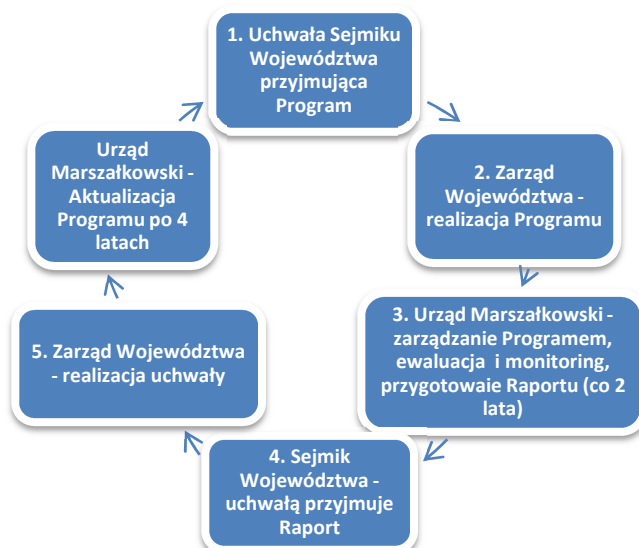 1. Uchwała Sejmiku
Województwa
przyjmująca
Program
2. Zarząd
Województwa -
realizacja Programu
3. Urząd Marszałkowski -
zarządzanie Programem,
ewaluacja i monitoring,
przygotowaie Raportu (co 2
lata)
4. Sejmik
Województwa -
uchwałą przyjmuje
Raport
5. Zarząd Województwa
- realizacja uchwały
Urząd
Marszałkowski -
Aktualizacja
Programu po 4
latach